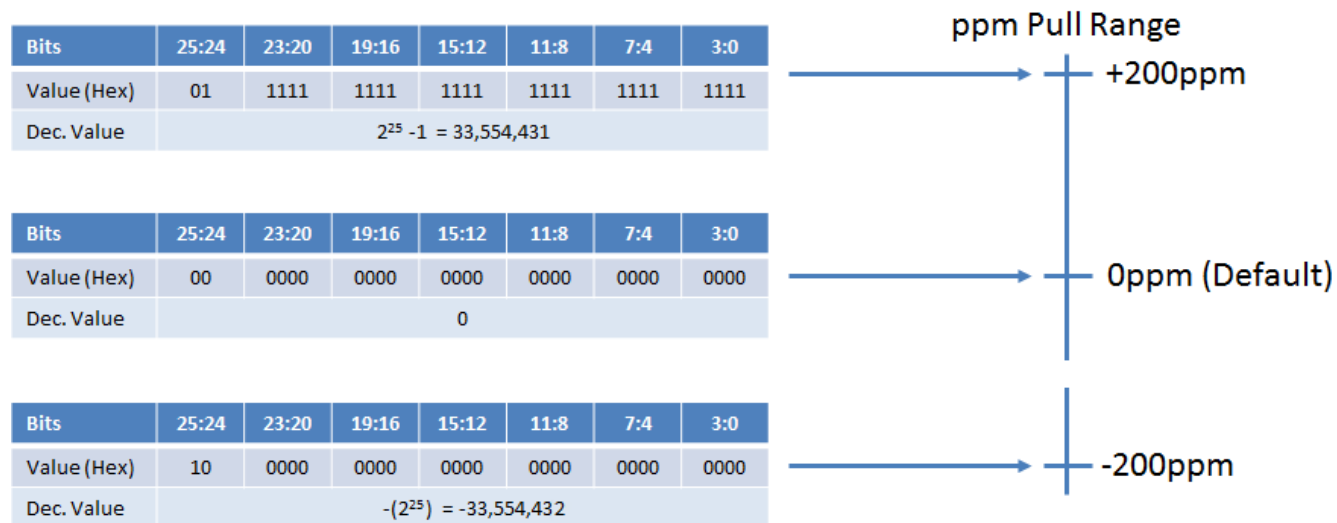 ppm Pull Range
Bits 25:24 23:20 19:16 15:12 11:8 7:4 3:0
Value (Hex) 01 1111 1111 1111 1111 1111 1111
Dec. Value 2²⁵ -1 = 33,554,431
+200ppm
Bits 25:24 23:20 19:16 15:12 11:8 7:4 3:0
Value (Hex) 00 0000 0000 0000 0000 0000 0000
Dec. Value 0
0ppm (Default)
Bits 25:24 23:20 19:16 15:12 11:8 7:4 3:0
Value (Hex) 10 0000 0000 0000 0000 0000 0000
Dec. Value -(2²⁵) = -33,554,432
-200ppm